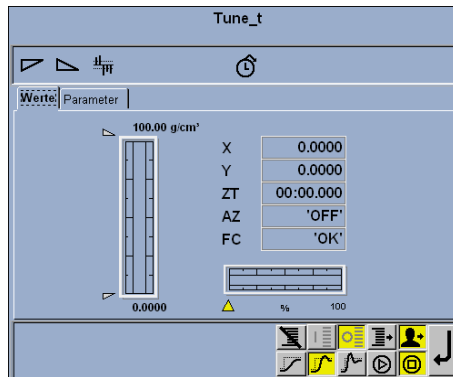 Tune_t
Werte Parameter
100.00 g/cm³
X 0.0000
Y 0.0000
ZT 00:00.000
AZ 'OFF'
FC 'OK'
0.0000 % 100